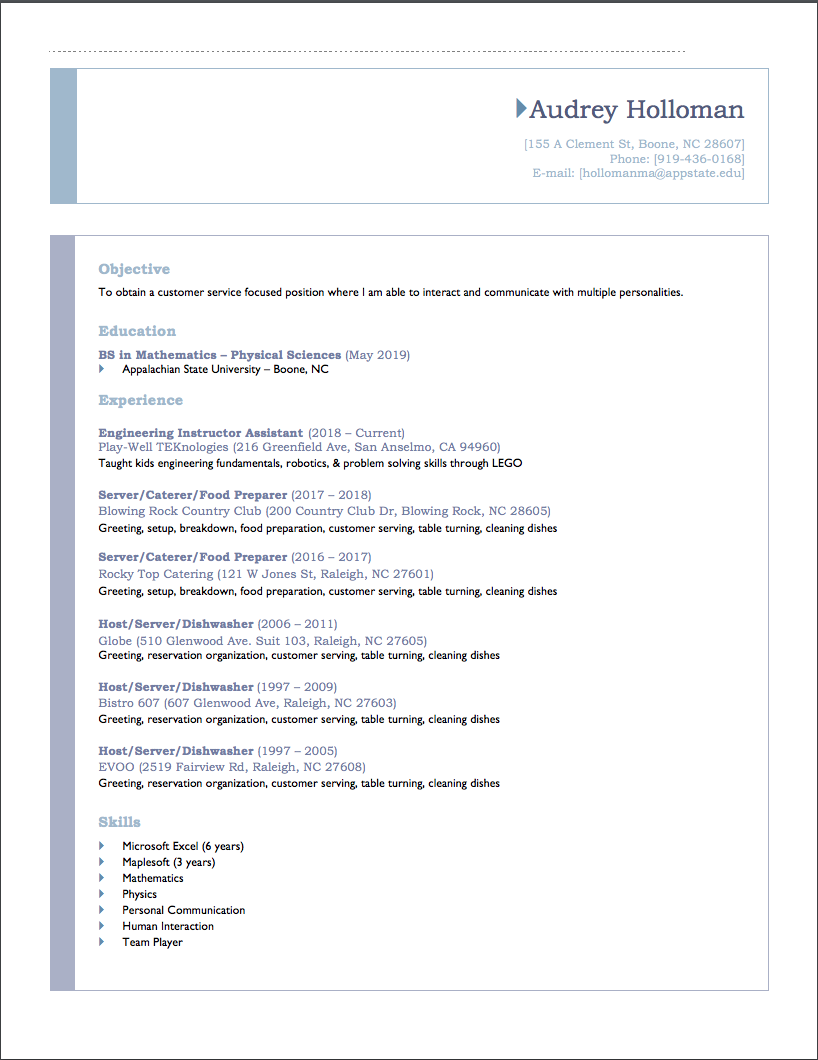 Audrey Holloman
[155 A Clement St, Boone, NC 28607]
Phone: [919-436-0168]
E-mail: [hollomanma@appstate.edu]
Objective
To obtain a customer service focused position where I am able to interact and communicate with multiple personalities.
Education
BS in Mathematics – Physical Sciences (May 2019)
Appalachian State University – Boone, NC
Experience
Engineering Instructor Assistant (2018 – Current)
Play-Well TEKnologies (216 Greenfield Ave, San Anselmo, CA 94960)
Taught kids engineering fundamentals, robotics, & problem solving skills through LEGO
Server/Caterer/Food Preparer (2017 – 2018)
Blowing Rock Country Club (200 Country Club Dr, Blowing Rock, NC 28605)
Greeting, setup, breakdown, food preparation, customer serving, table turning, cleaning dishes
Server/Caterer/Food Preparer (2016 – 2017)
Rocky Top Catering (121 W Jones St, Raleigh, NC 27601)
Greeting, setup, breakdown, food preparation, customer serving, table turning, cleaning dishes
Host/Server/Dishwasher (2006 – 2011)
Globe (510 Glenwood Ave. Suit 103, Raleigh, NC 27605)
Greeting, reservation organization, customer serving, table turning, cleaning dishes
Host/Server/Dishwasher (1997 – 2009)
Bistro 607 (607 Glenwood Ave, Raleigh, NC 27603)
Greeting, reservation organization, customer serving, table turning, cleaning dishes
Host/Server/Dishwasher (1997 – 2005)
EVOO (2519 Fairview Rd, Raleigh, NC 27608)
Greeting, reservation organization, customer serving, table turning, cleaning dishes
Skills
Microsoft Excel (6 years)
Maplesoft (3 years)
Mathematics
Physics
Personal Communication
Human Interaction
Team Player